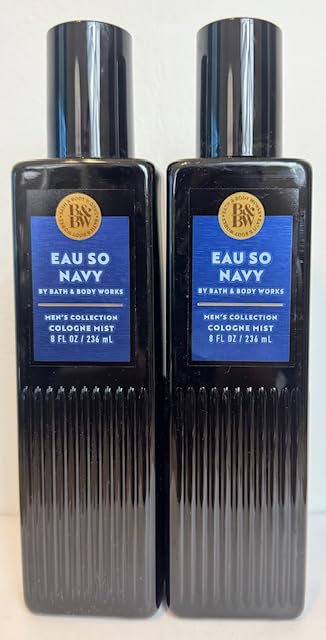 B&BW
EAU SO
NAVY
BY BATH & BODY WORKS
MEN'S COLLECTION
COLOGNE MIST
8 FL OZ / 236 mL
B&BW
EAU SO
NAVY
BY BATH & BODY WORKS
MEN'S COLLECTION
COLOGNE MIST
8 FL OZ / 236 mL